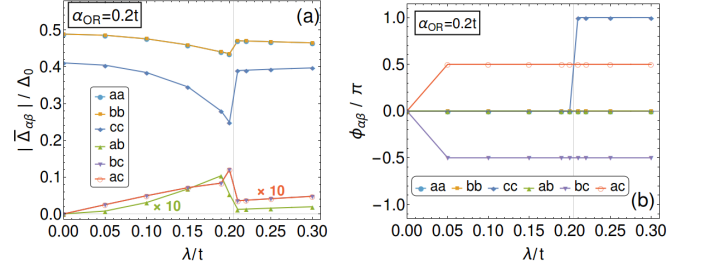 α_OR=0.2t
(a)
| Δ̅_αβ | / Δ_0
0.5
0.4
0.3
0.2
0.1
0.0
aa
bb
cc
ab
bc
ac
× 10
× 10
0.00 0.05 0.10 0.15 0.20 0.25 0.30
λ/t
α_OR=0.2t
ϕ_αβ / π
1.0
0.5
0.0
−0.5
−1.0
aa bb cc ab bc ac
(b)
0.00 0.05 0.10 0.15 0.20 0.25 0.30
λ/t